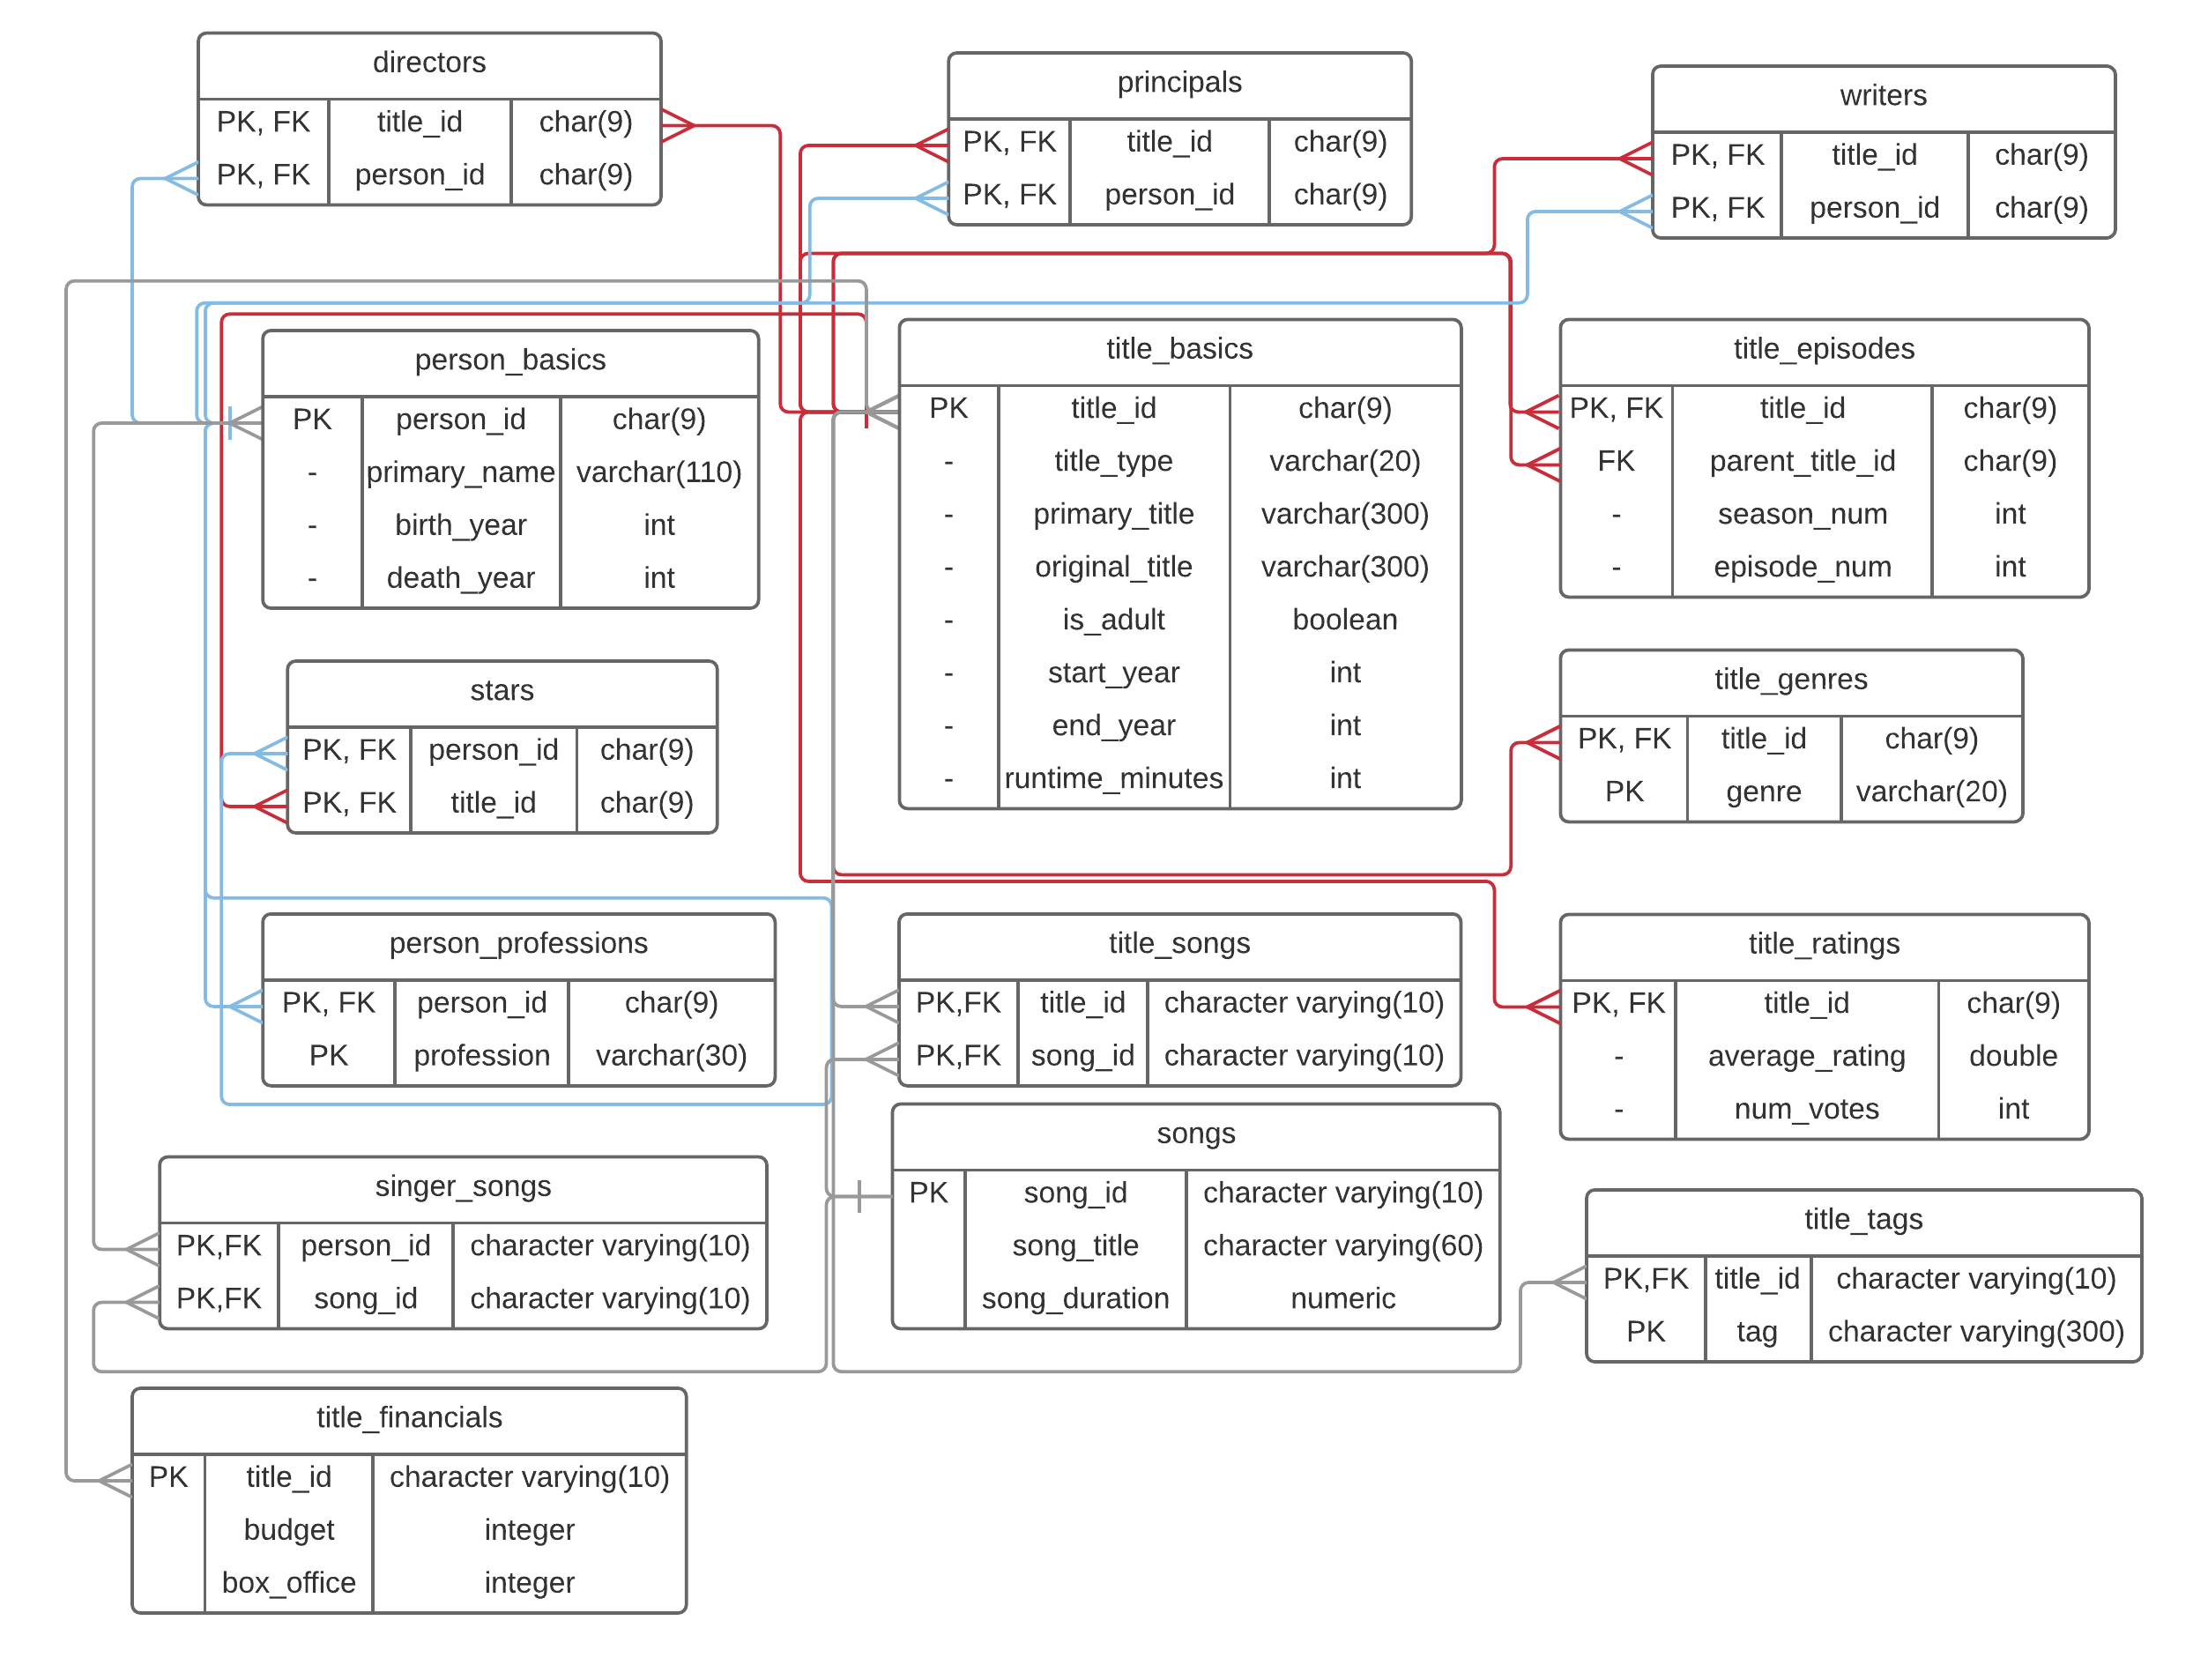 directors
PK, FK title_id char(9)
PK, FK person_id char(9)
principals
PK, FK title_id char(9)
PK, FK person_id char(9)
writers
PK, FK title_id char(9)
PK, FK person_id char(9)
person_basics
PK person_id char(9)
- primary_name varchar(110)
- birth_year int
- death_year int
title_basics
PK title_id char(9)
- title_type varchar(20)
- primary_title varchar(300)
- original_title varchar(300)
- is_adult boolean
- start_year int
- end_year int
- runtime_minutes int
title_episodes
PK, FK title_id char(9)
FK parent_title_id char(9)
- season_num int
- episode_num int
stars
PK, FK person_id char(9)
PK, FK title_id char(9)
title_genres
PK, FK title_id char(9)
PK genre varchar(20)
person_professions
PK, FK person_id char(9)
PK profession varchar(30)
title_songs
PK,FK title_id character varying(10)
PK,FK song_id character varying(10)
title_ratings
PK, FK title_id char(9)
- average_rating double
- num_votes int
singer_songs
PK,FK person_id character varying(10)
PK,FK song_id character varying(10)
songs
PK song_id character varying(10)
song_title character varying(60)
song_duration numeric
title_tags
PK,FK title_id character varying(10)
PK tag character varying(300)
title_financials
PK title_id character varying(10)
budget integer
box_office integer